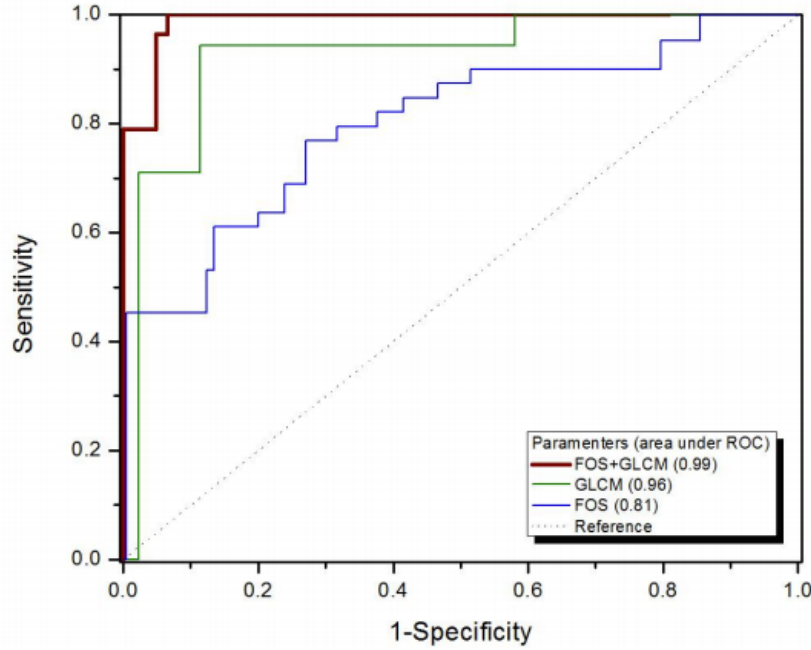 1.0
0.8
0.6
0.4
0.2
0.0
Sensitivity
Paramenters (area under ROC)
FOS+GLCM (0.99)
GLCM (0.96)
FOS (0.81)
Reference
0.0 0.2 0.4 0.6 0.8 1.0
1-Specificity